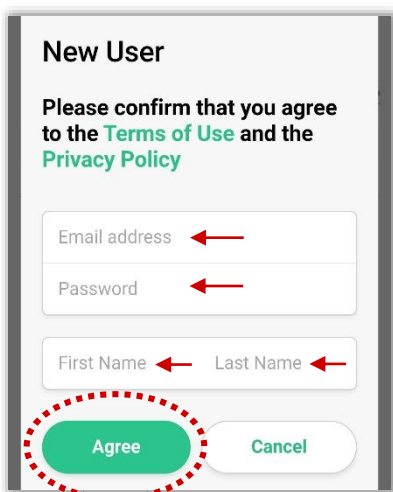 New User
Please confirm that you agree
to the Terms of Use and the
Privacy Policy
Email address
Password
First Name Last Name
Agree Cancel